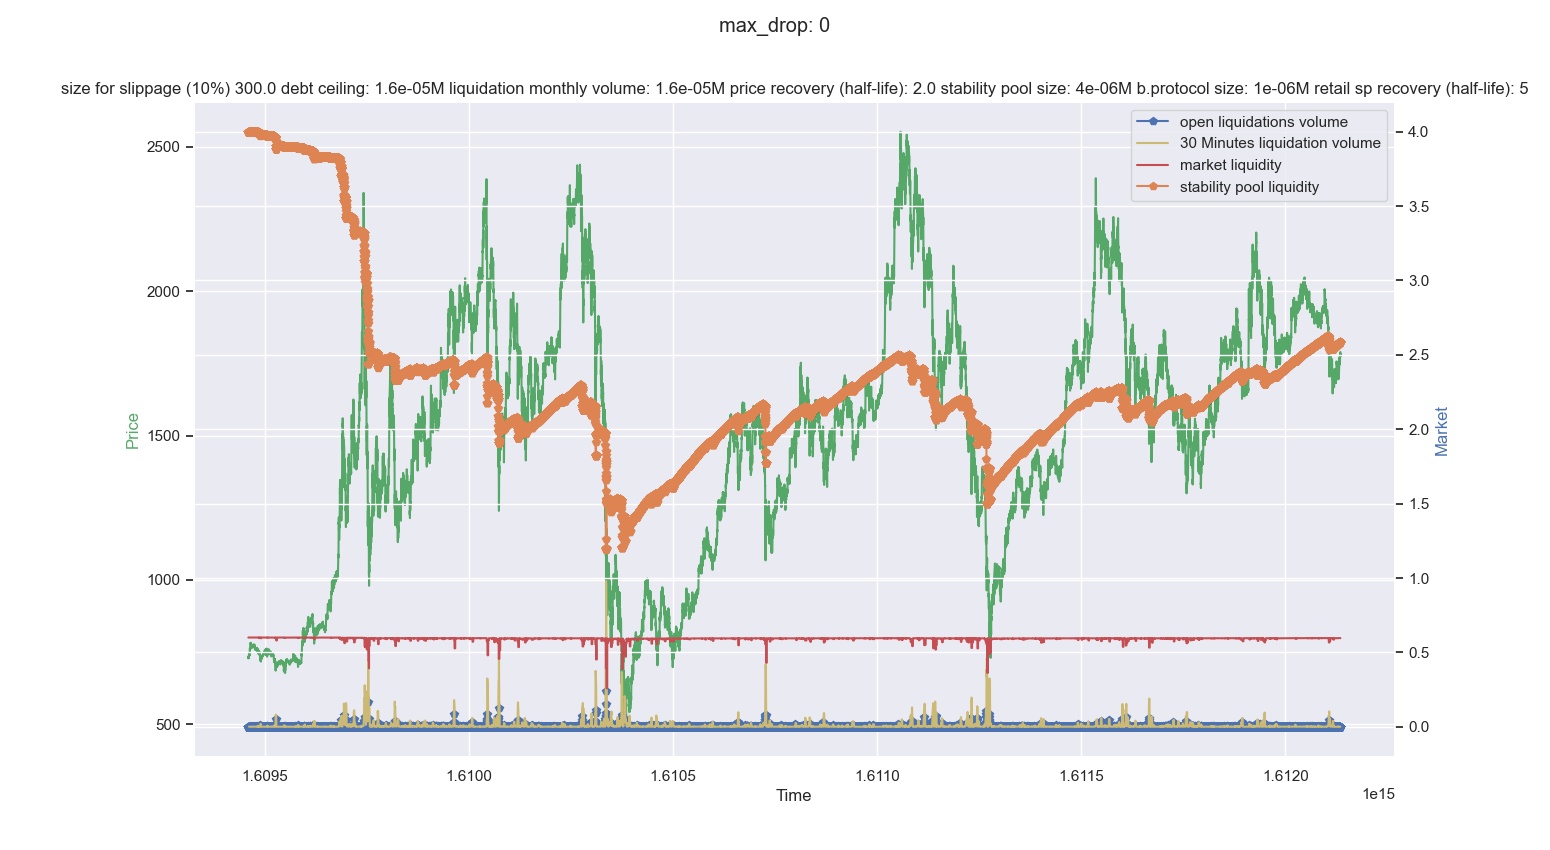 max_drop: 0
size for slippage (10%) 300.0 debt ceiling: 1.6e-05M liquidation monthly volume: 1.6e-05M price recovery (half-life): 2.0 stability pool size: 4e-06M b.protocol size: 1e-06M retail sp recovery (half-life): 5
open liquidations volume
30 Minutes liquidation volume
market liquidity
stability pool liquidity
2500
2000
1500
1000
500
Price
4.0
3.5
3.0
2.5
2.0
1.5
1.0
0.5
0.0
Market
1.6095 1.6100 1.6105 1.6110 1.6115 1.6120
Time
1e15